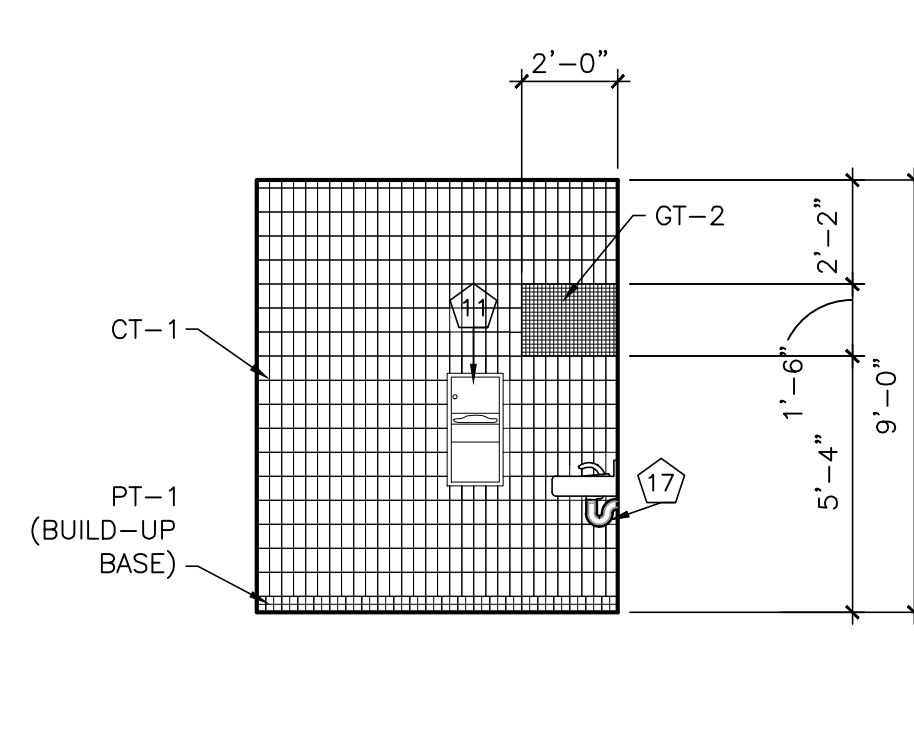 2'-0"
GT-2
2'-2"
11
CT-1
1'-6"
9'-0"
5'-4"
17
PT-1
(BUILD-UP
BASE)